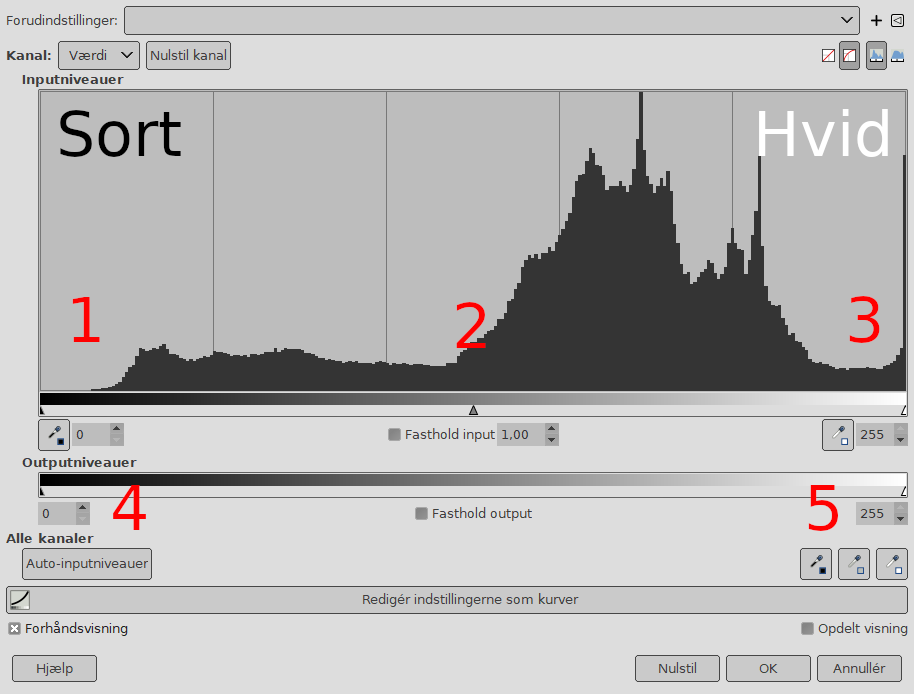 Forudindstillinger:
Kanal: Værdi Nulstil kanal
Inputniveauer
Sort Hvid
1 2 3
0 Fasthold input 1,00 255
Outputniveauer
4 5
0 Fasthold output 255
Alle kanaler
Auto-inputniveauer
Redigér indstillingerne som kurver
Forhåndsvisning Opdelt visning
Hjælp Nulstil OK Annullér